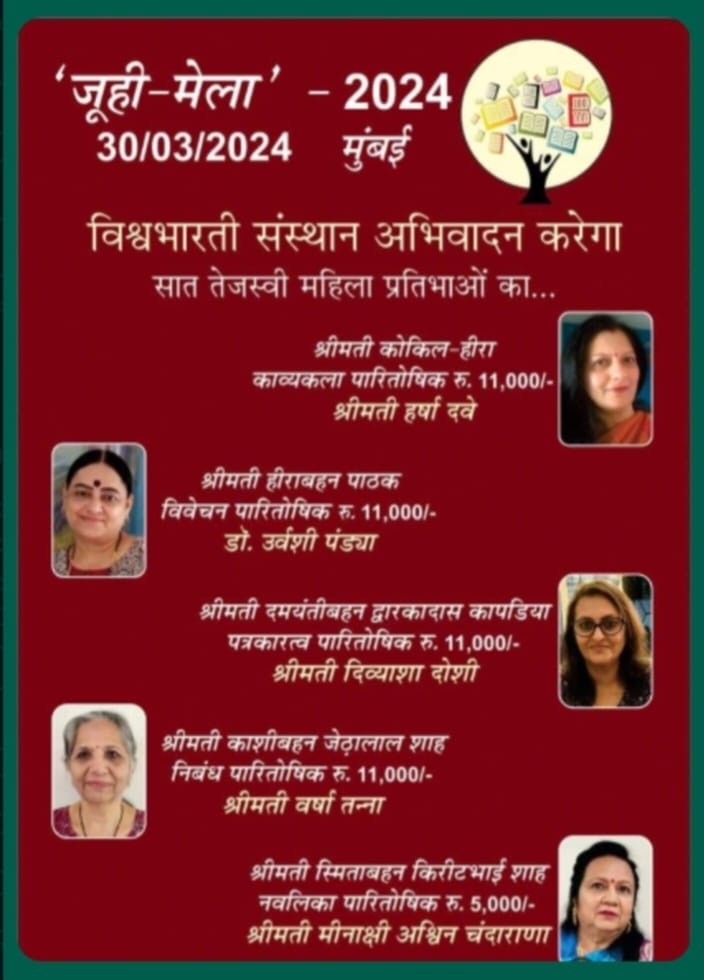 ‘जूही-मेला’ - 2024
30/03/2024 मुंबई
विश्वभारती संस्थान अभिवादन करेगा
सात तेजस्वी महिला प्रतिभाओं का...
श्रीमती कोकिल-हीरा
काव्यकला पारितोषिक रु. 11,000/-
श्रीमती हर्षा दवे
श्रीमती हीराबहन पाठक
विवेचन पारितोषिक रु. 11,000/-
डॉ. उर्वशी पंड्या
श्रीमती दमयंतीबहन द्वारकादास कापडिया
पत्रकारत्व पारितोषिक रु. 11,000/-
श्रीमती दिव्याशा दोशी
श्रीमती काशीबहन जेठालाल शाह
निबंध पारितोषिक रु. 11,000/-
श्रीमती वर्षा तन्ना
श्रीमती स्मिताबहन किरीटभाई शाह
नवलिका पारितोषिक रु. 5,000/-
श्रीमती मीनाक्षी अश्विन चंदाराणा